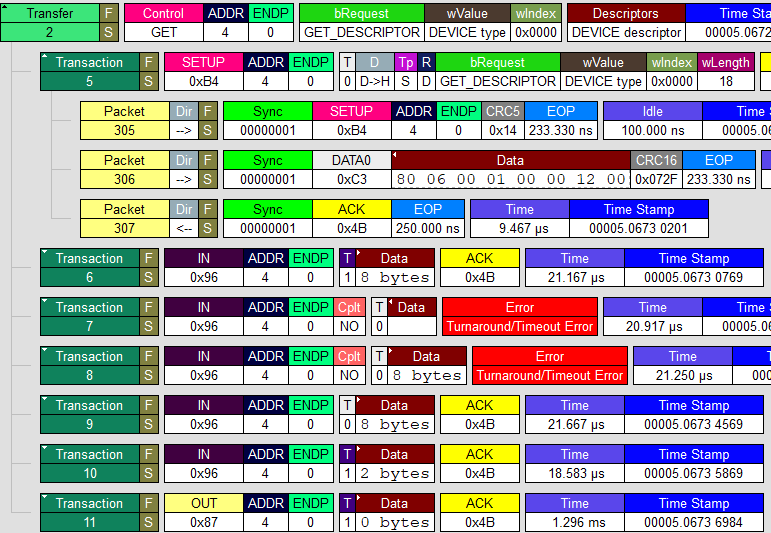 Transfer F Control ADDR ENDP bRequest wValue wIndex Descriptors Time Sta
2 S GET 4 0 GET_DESCRIPTOR DEVICE type 0x0000 DEVICE descriptor 00005.0672
Transaction F SETUP ADDR ENDP T D Tp R bRequest wValue wIndex wLength
5 S 0xB4 4 0 0 D->H S D GET_DESCRIPTOR DEVICE type 0x0000 18
Packet Dir F Sync SETUP ADDR ENDP CRC5 EOP Idle Time S
305 --> S 00000001 0xB4 4 0 0x14 233.330 ns 100.000 ns 00005.06
Packet Dir F Sync DATA0 Data CRC16 EOP
306 --> S 00000001 0xC3 80 06 00 01 00 00 12 00 0x072F 233.330 ns
Packet Dir F Sync ACK EOP Time Time Stamp
307 <-- S 00000001 0x4B 250.000 ns 9.467 µs 00005.0673 0201
Transaction F IN ADDR ENDP T Data ACK Time Time Stamp
6 S 0x96 4 0 1 8 bytes 0x4B 21.167 µs 00005.0673 0769
Transaction F IN ADDR ENDP Cplt T Data Error Time Time S
7 S 0x96 4 0 NO 0 Turnaround/Timeout Error 20.917 µs 00005.06
Transaction F IN ADDR ENDP Cplt T Data Error Time T
8 S 0x96 4 0 NO 0 8 bytes Turnaround/Timeout Error 21.250 µs 000
Transaction F IN ADDR ENDP T Data ACK Time Time Stamp
9 S 0x96 4 0 0 8 bytes 0x4B 21.667 µs 00005.0673 4569
Transaction F IN ADDR ENDP T Data ACK Time Time Stamp
10 S 0x96 4 0 1 2 bytes 0x4B 18.583 µs 00005.0673 5869
Transaction F OUT ADDR ENDP T Data ACK Time Time Stamp
11 S 0x87 4 0 1 0 bytes 0x4B 1.296 ms 00005.0673 6984